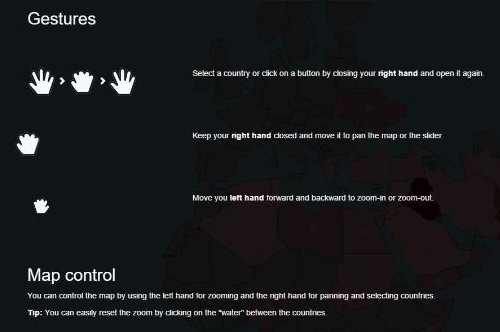 Gestures
Select a country or click on a button by closing your right hand and open it again.
Keep your right hand closed and move it to pan the map or the slider.
Move you left hand forward and backward to zoom-in or zoom-out.
Map control
You can control the map by using the left hand for zooming and the right hand for panning and selecting countries.
Tip: You can easily reset the zoom by clicking on the "water" between the countries.